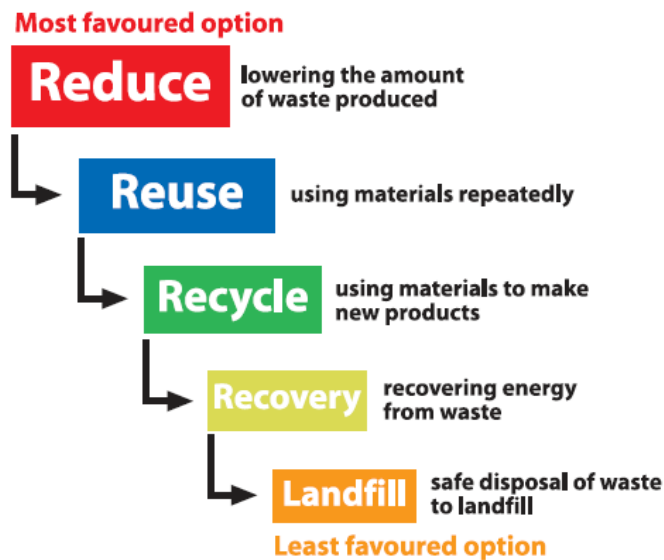 Most favoured option
Reduce
lowering the amount
of waste produced
Reuse
using materials repeatedly
Recycle
using materials to make
new products
Recovery
recovering energy
from waste
Landfill
safe disposal of waste
to landfill
Least favoured option